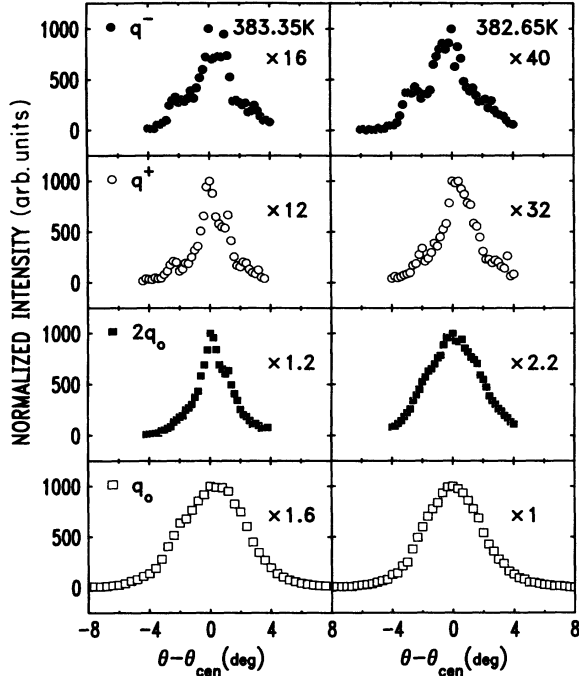 ● q⁻ 383.35K 382.65K
×16 ×40
1000
500
0
○ q⁺
×12 ×32
1000
500
0
■ 2q₀
×1.2 ×2.2
1000
500
0
□ q₀
×1.6 ×1
1000
500
0
-8 -4 0 4 -8 -4 0 4 8
θ-θcen(deg) θ-θcen(deg)
NORMALIZED INTENSITY (arb. units)